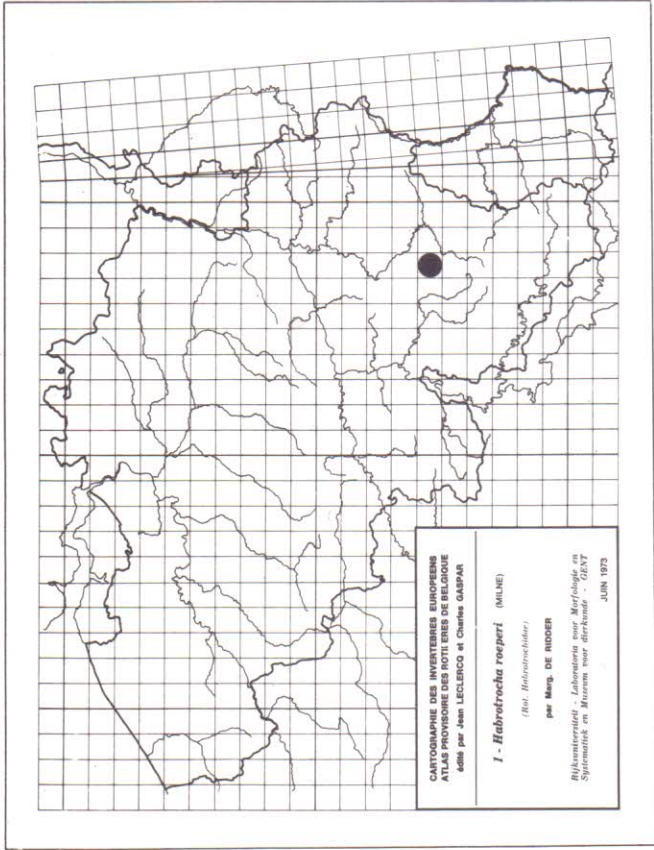 CARTOGRAPHIE DES INVERTEBRES EUROPEENS
ATLAS PROVISOIRE DES ROTIFERES DE BELGIQUE
édité par Jean LECLERCQ et Charles GASPAR
1 - Habrotrocha roeperi (MILNE)
(Rot. Habrotrochidae)
par Marg. DE RIDDER
Rijksuniversiteit - Laboratoria voor Morfologie en
Systematiek en Museum voor dierkunde - GENT
JUIN 1973